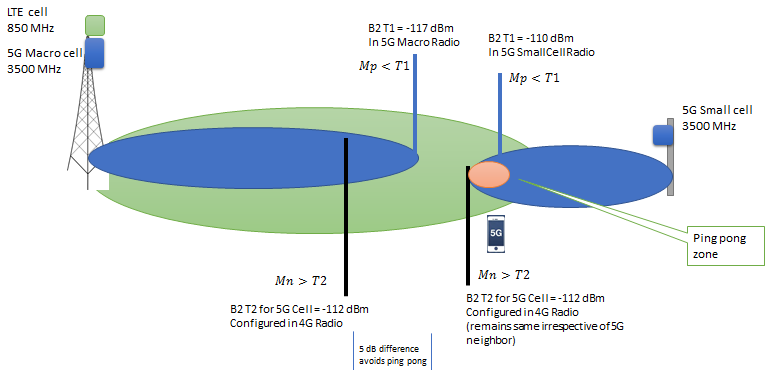 LTE cell
850 MHz
5G Macro cell
3500 MHz
B2 T1 = -117 dBm
In 5G Macro Radio
Mp < T1
B2 T1 = -110 dBm
In 5G Small Cell Radio
Mp < T1
5G Small cell
3500 MHz
5G
Ping pong
zone
Mn > T2
B2 T2 for 5G Cell = -112 dBm
Configured in 4G Radio
Mn > T2
B2 T2 for 5G Cell = -112 dBm
Configured in 4G Radio
(remains same irrespective of 5G
neighbor)
5 dB difference
avoids ping pong